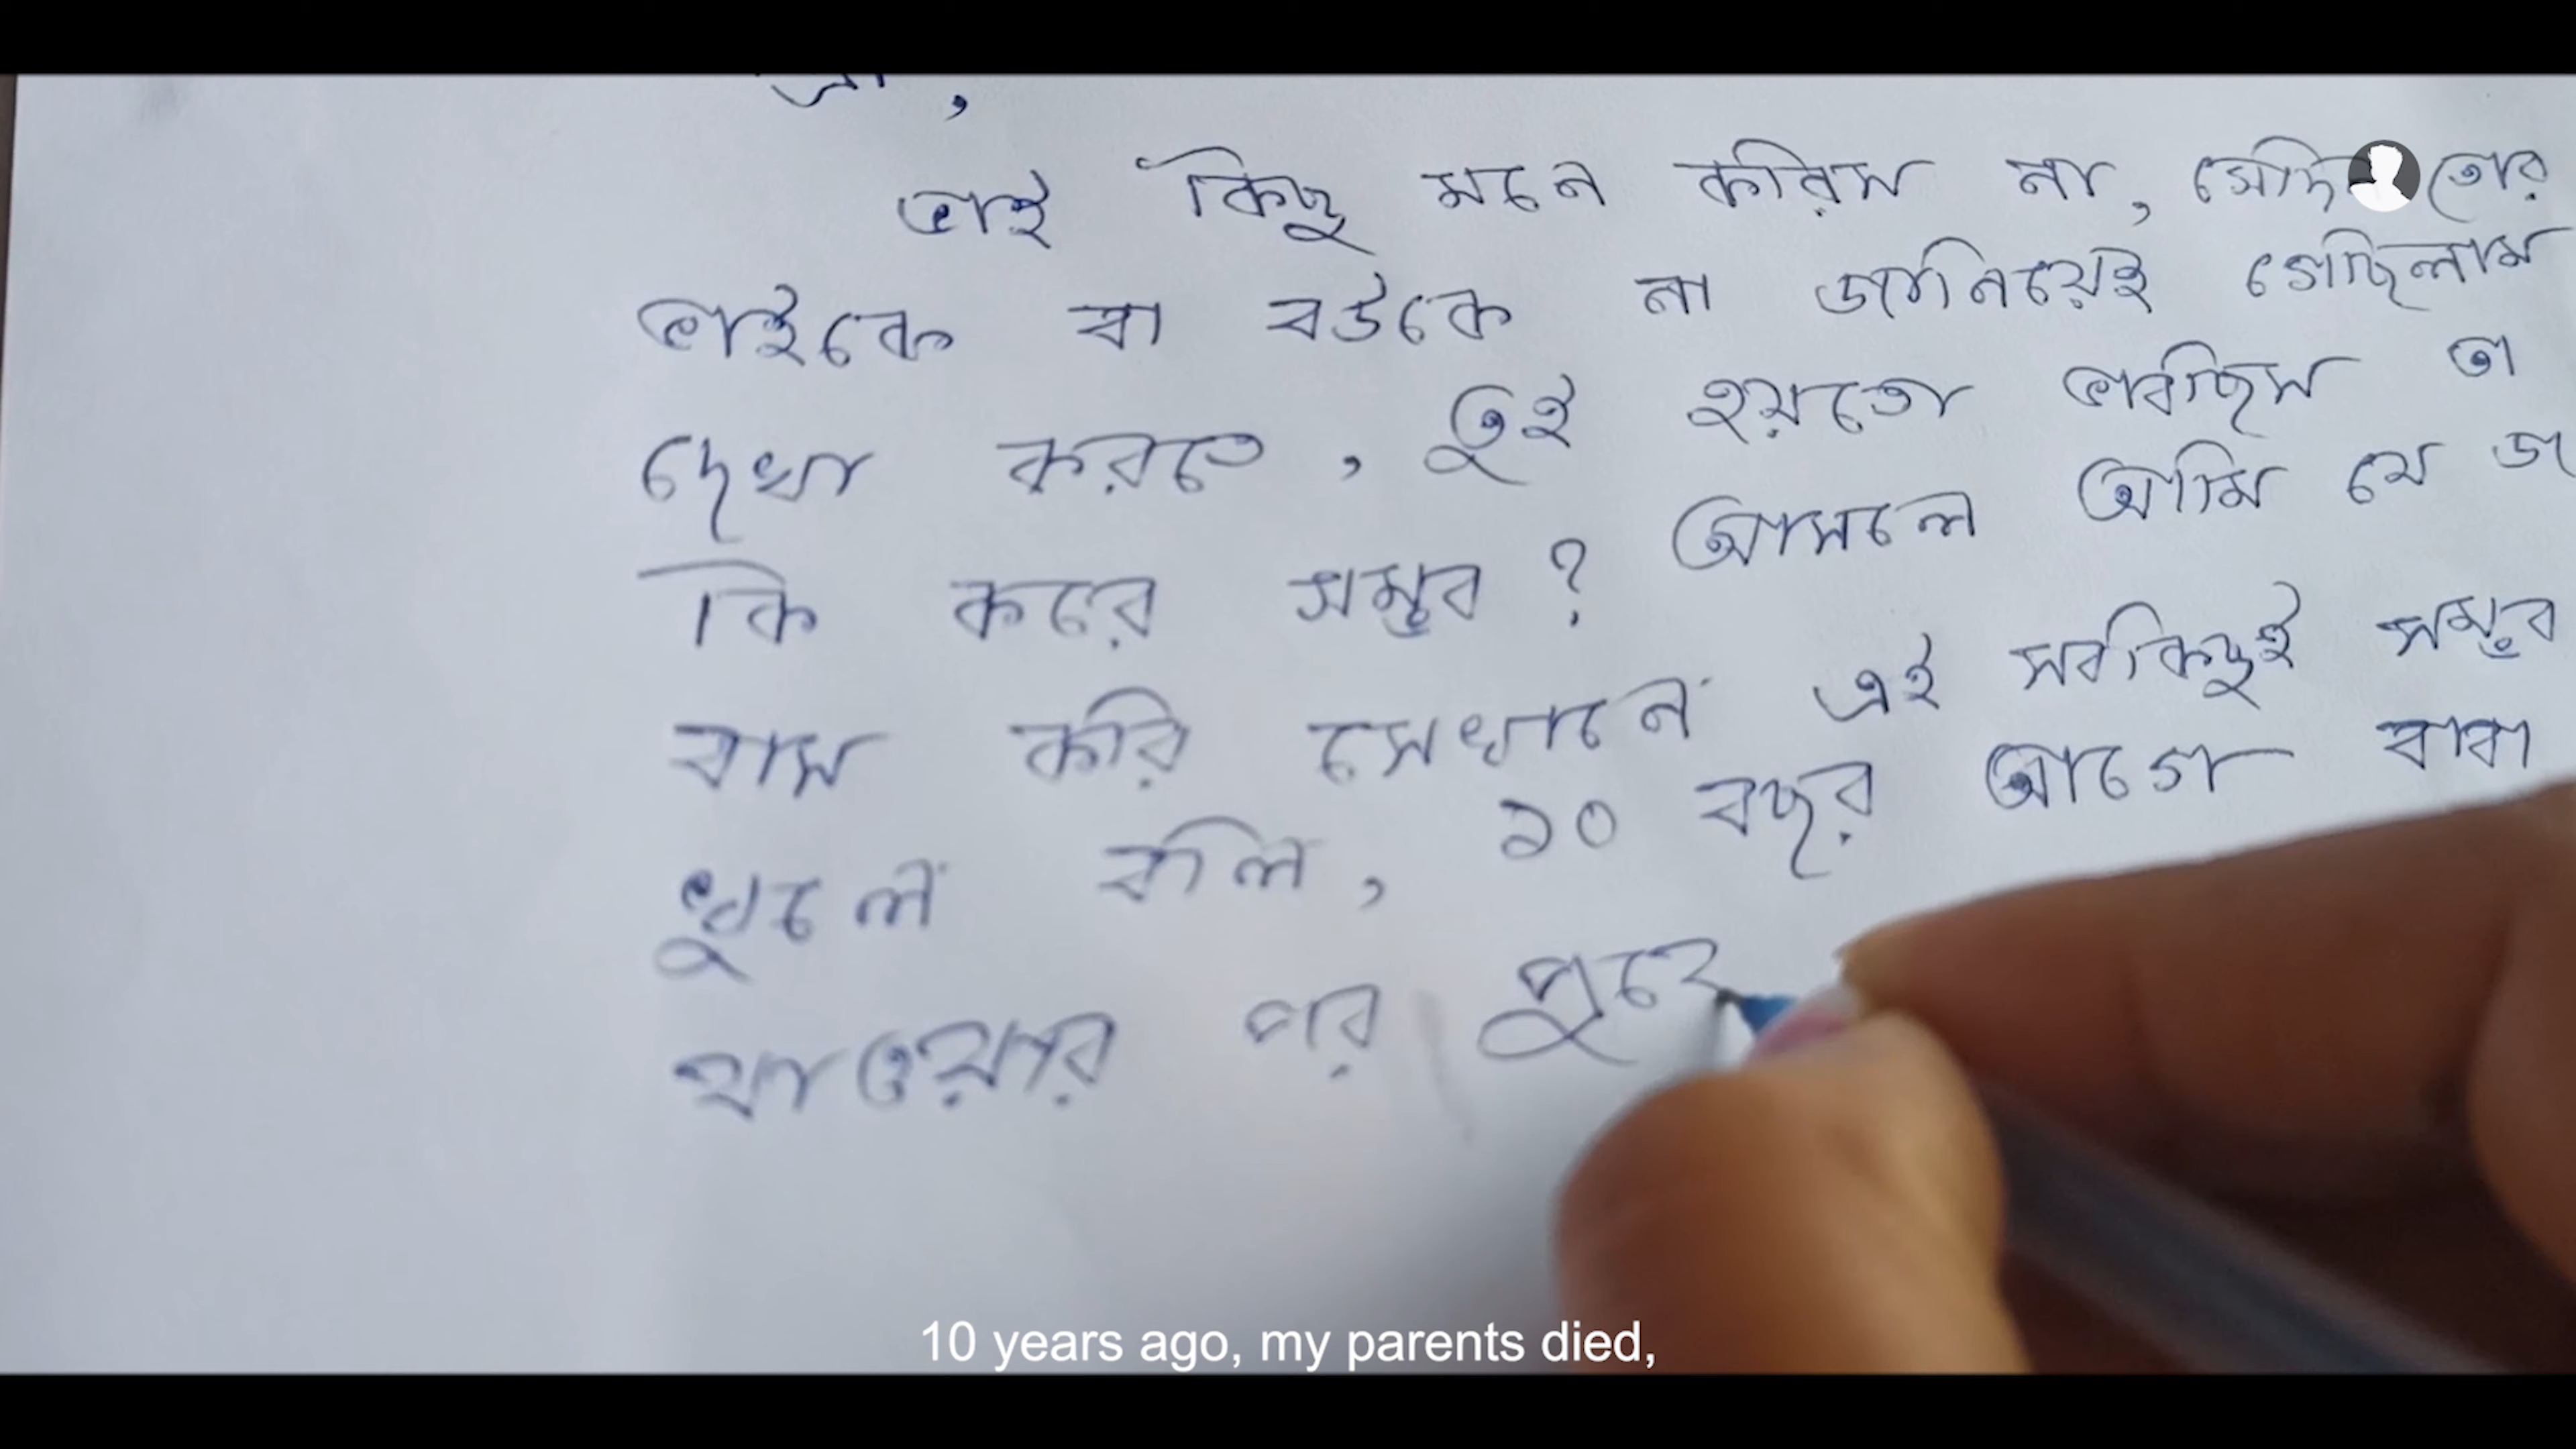 ভাই কিছু মনে করিস না, সেদিন তোর
ভাইকে বা বউকে না জানিয়েই গেছিলাম
দেখা করতে, তুই হয়তো ভাবছিস তা
কি করে সম্ভব? আসলে আমি যে জ
বাস করি সেখানে এই সবকিছুই সম্ভব
খুলে বলি, ১০ বছর আগে বাবা
যাওয়ার পর পুরো
10 years ago, my parents died,